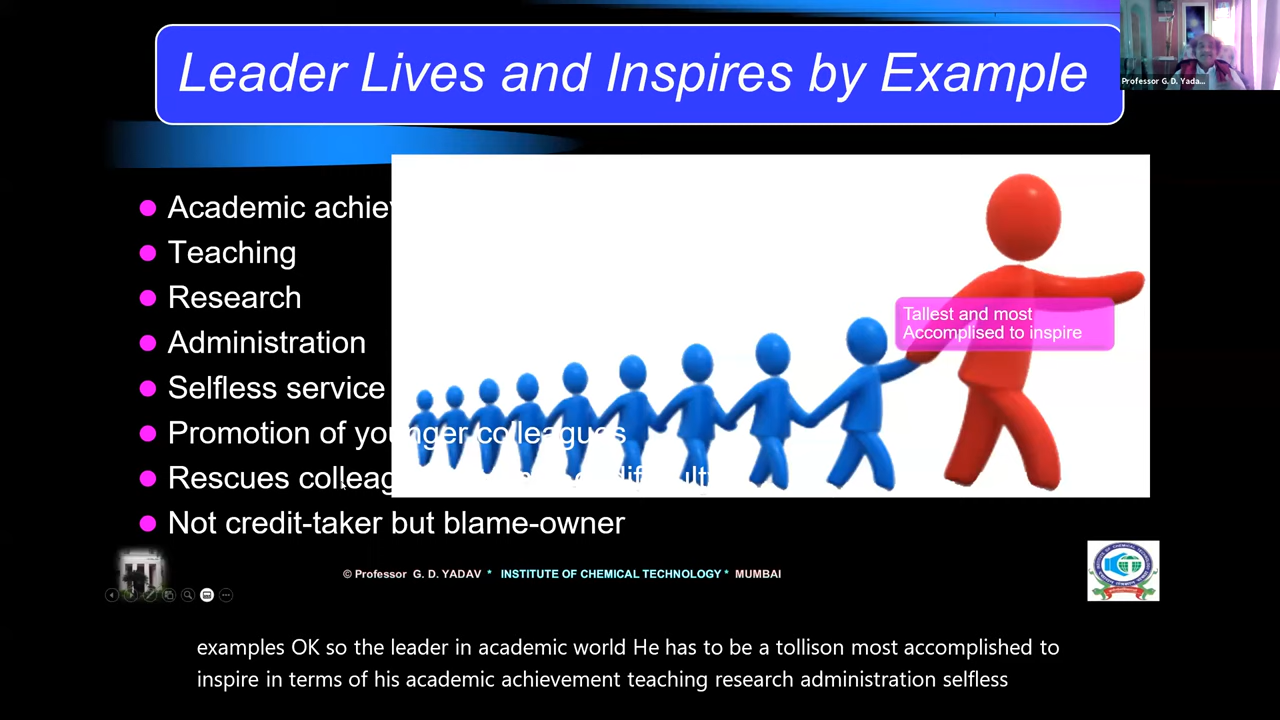 Leader Lives and Inspires by Example
Professor G. D. Yada...
Academic achiev
Teaching
Research
Administration
Selfless service
Promotion of younger colleagues
Rescues colleag
Not credit-taker but blame-owner
Tallest and most
Accomplised to inspire
© Professor G. D. YADAV * INSTITUTE OF CHEMICAL TECHNOLOGY * MUMBAI
examples OK so the leader in academic world He has to be a tollison most accomplished to
inspire in terms of his academic achievement teaching research administration selfless